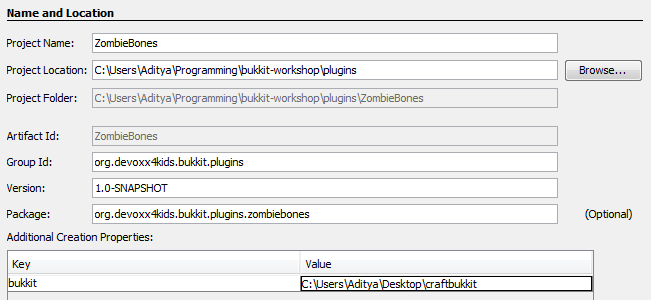 Name and Location
Project Name: ZombieBones
Project Location: C:\Users\Aditya\Programming\bukkit-workshop\plugins Browse...
Project Folder: C:\Users\Aditya\Programming\bukkit-workshop\plugins\ZombieBones
Artifact Id: ZombieBones
Group Id: org.devoxx4kids.bukkit.plugins
Version: 1.0-SNAPSHOT
Package: org.devoxx4kids.bukkit.plugins.zombiebones (Optional)
Additional Creation Properties:
Key Value
bukkit C:\Users\Aditya\Desktop\craftbukkit